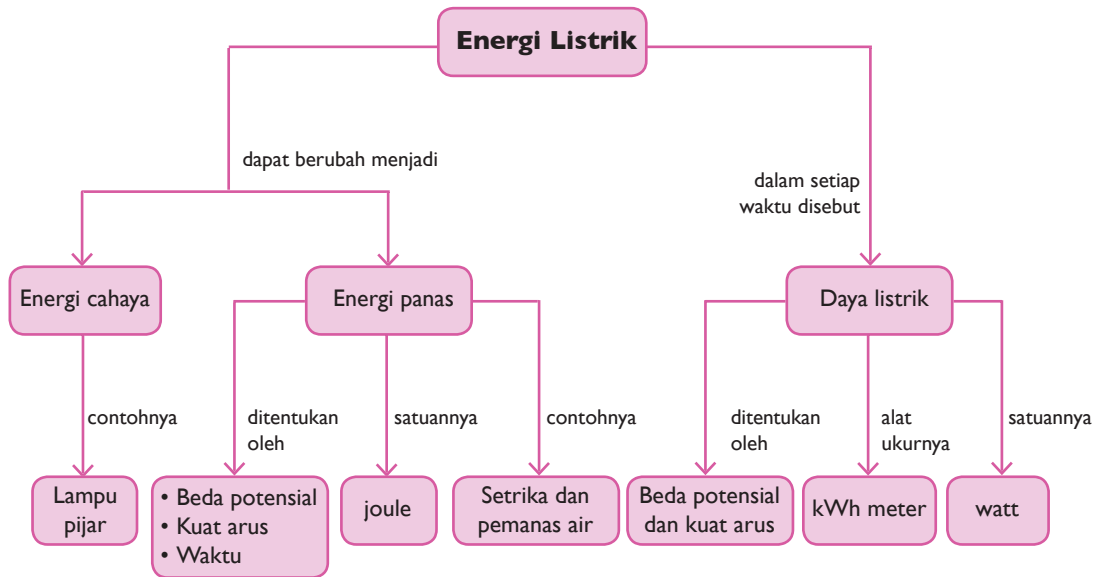 Energi Listrik
dapat berubah menjadi
dalam setiap
waktu disebut
Energi cahaya
Energi panas
Daya listrik
contohnya
ditentukan
oleh
satuannya
contohnya
ditentukan
oleh
alat
ukurnya
satuannya
Lampu
pijar
• Beda potensial
• Kuat arus
• Waktu
joule
Setrika dan
pemanas air
Beda potensial
dan kuat arus
kWh meter
watt